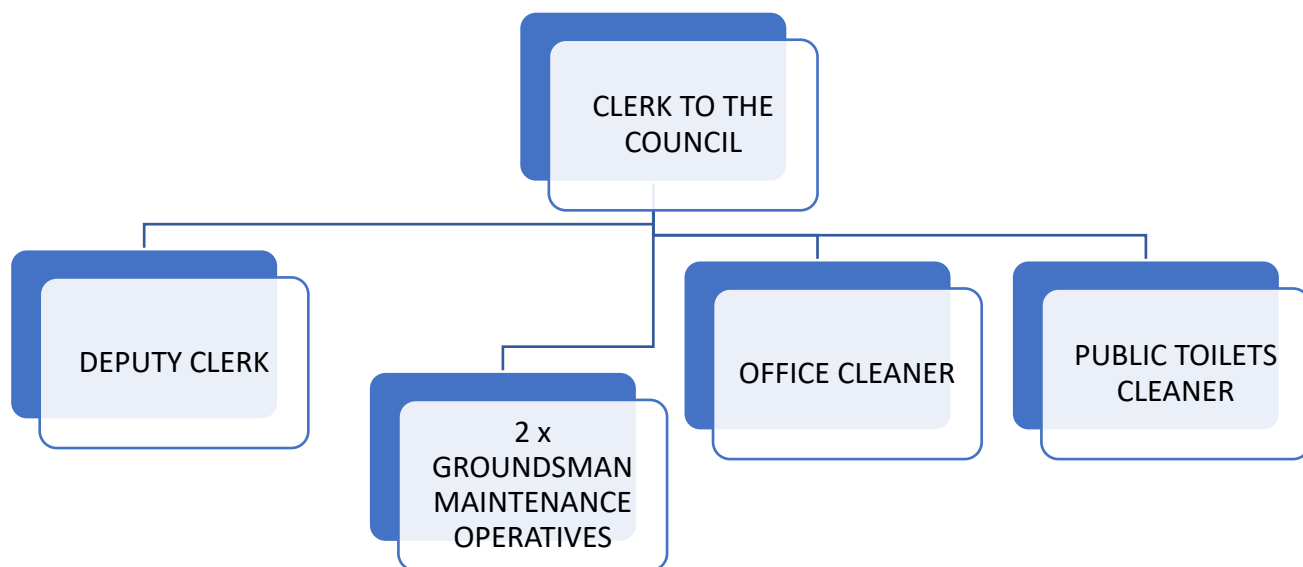 CLERK TO THE
COUNCIL
DEPUTY CLERK
2 x
GROUNDSMAN
MAINTENANCE
OPERATIVES
OFFICE CLEANER
PUBLIC TOILETS
CLEANER